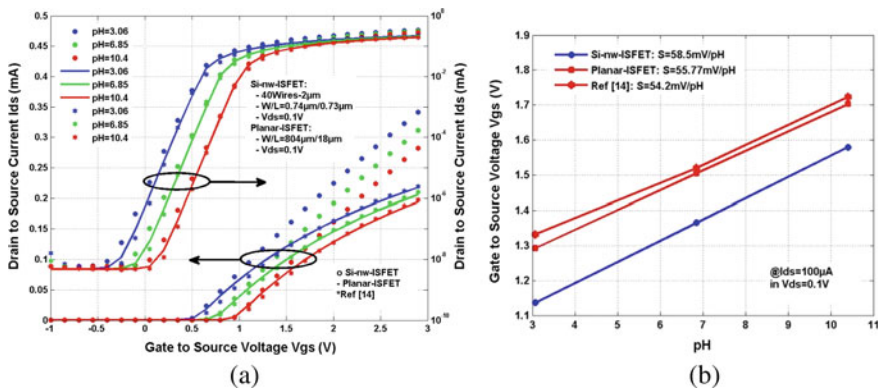 0.5
0.45
0.4
0.35
0.3
0.25
0.2
0.15
0.1
0.05
0
Drain to Source Current Ids (mA)
pH=3.06
pH=6.85
pH=10.4
pH=3.06
pH=6.85
pH=10.4
pH=3.06
pH=6.85
pH=10.4
Si-nw-ISFET:
- 40Wires-2µm
- W/L=0.74µm/0.73µm
- Vds=0.1V
Planar-ISFET:
- W/L=804µm/18µm
- Vds=0.1V
o Si-nw-ISFET
- Planar-ISFET
*Ref [14]
10^0
10^-2
10^-4
10^-6
10^-8
10^-10
Drain to Source Current Ids (mA)
-1 -0.5 0 0.5 1 1.5 2 2.5 3
Gate to Source Voltage Vgs (V)
(a)
1.9
1.8
1.7
1.6
1.5
1.4
1.3
1.2
1.1
Gate to Source Voltage Vgs (V)
Si-nw-ISFET: S=58.5mV/pH
Planar-ISFET: S=55.77mV/pH
Ref [14]: S=54.2mV/pH
@Ids=100µA
in Vds=0.1V
3 4 5 6 7 8 9 10 11
pH
(b)